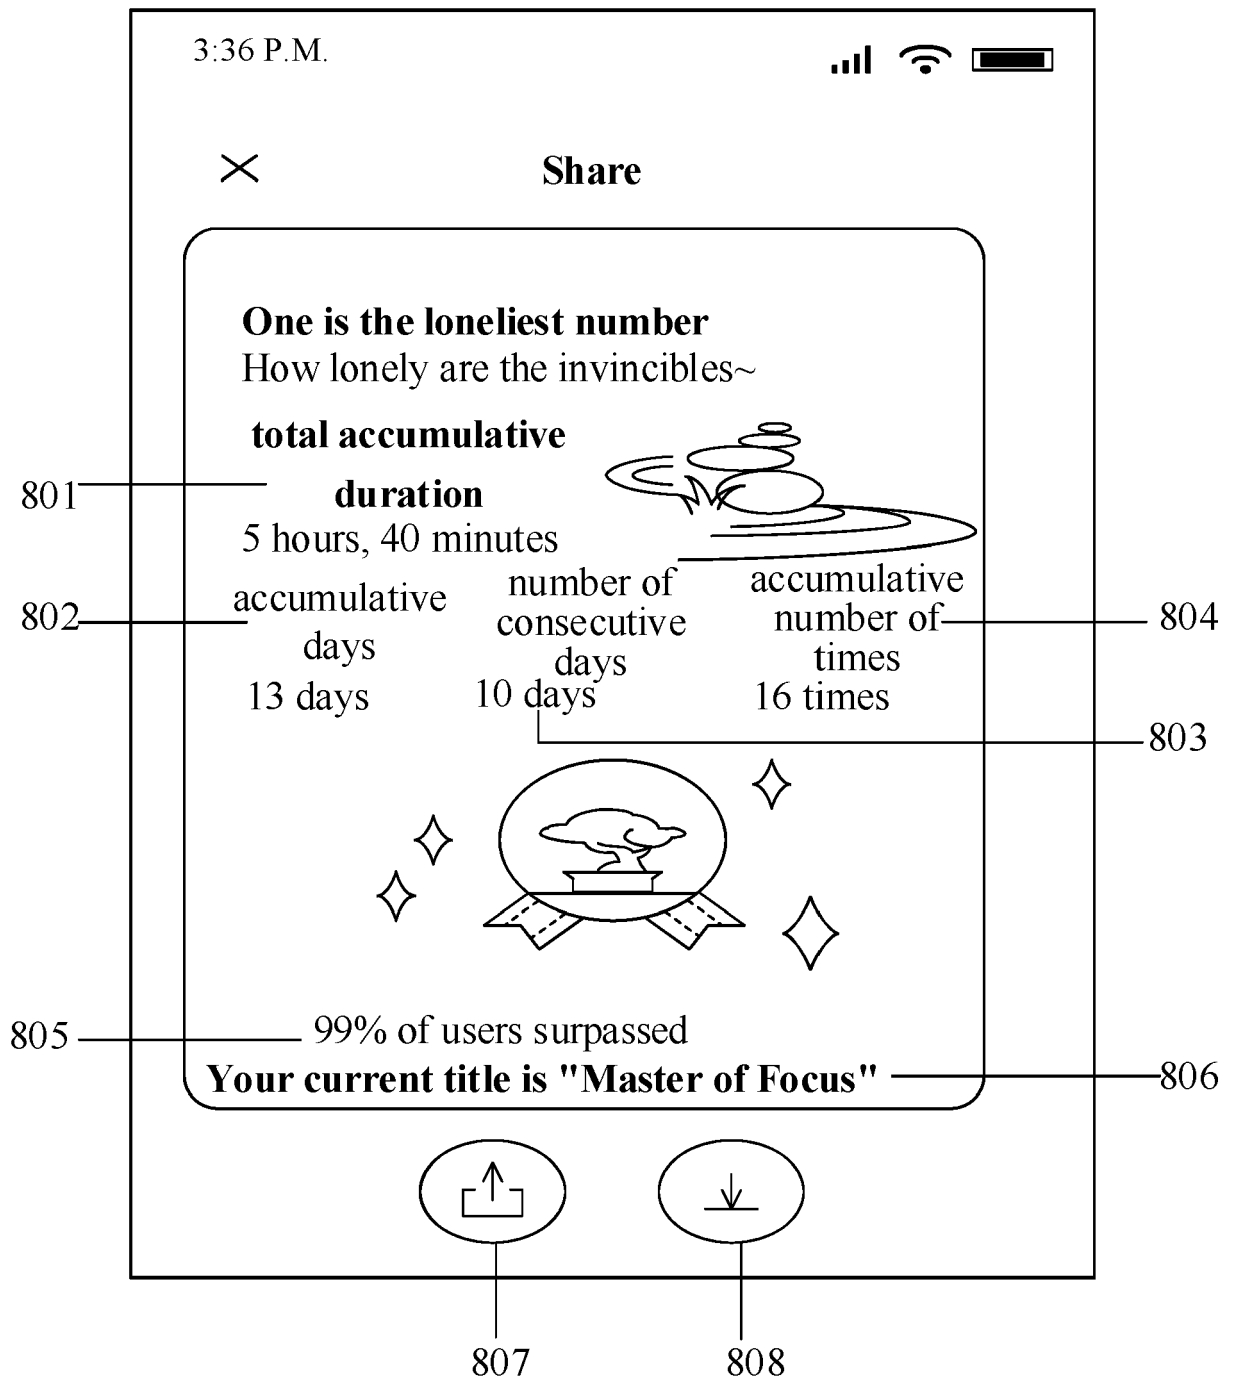 3:36 P.M.
Share
One is the loneliest number
How lonely are the invincibles~
total accumulative
duration
801
5 hours, 40 minutes
accumulative
days
13 days
802
number of
consecutive
days
10 days
accumulative
number of
times
16 times
804
803
805
99% of users surpassed
Your current title is "Master of Focus"
806
807
808